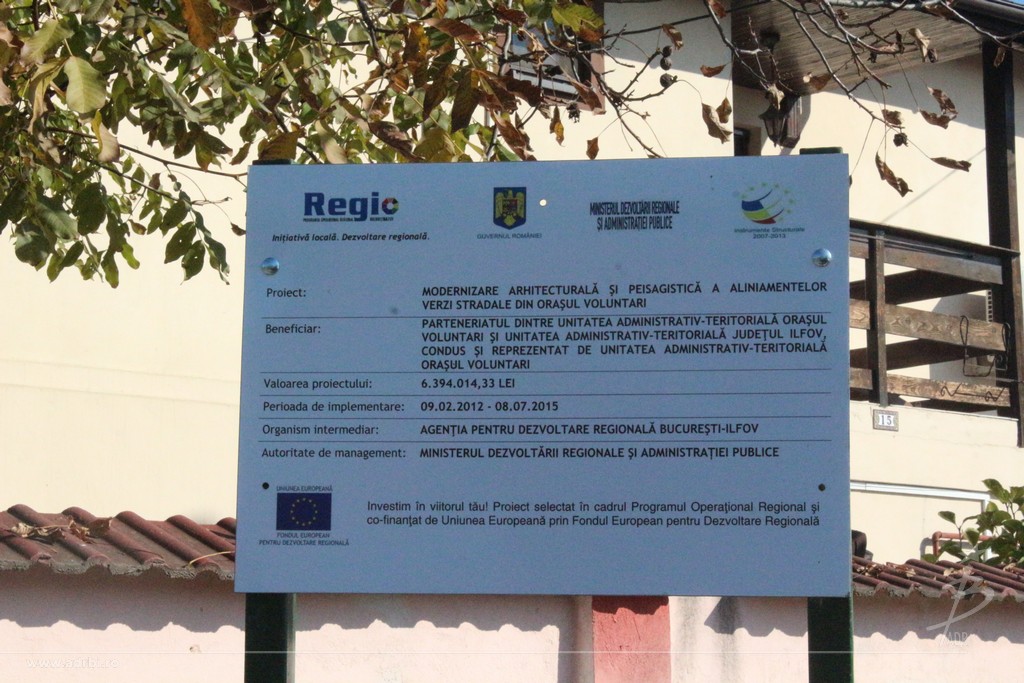 Regio
Inițiativă locală. Dezvoltare regională.
GUVERNUL ROMÂNIEI
MINISTERUL DEZVOLTĂRII REGIONALE
ȘI ADMINISTRAȚIEI PUBLICE
Instrumente Structurale
2007-2013
Proiect: MODERNIZARE ARHITECTURALĂ ȘI PEISAGISTICĂ A ALINIAMENTELOR
VERZI STRADALE DIN ORAȘUL VOLUNTARI
Beneficiar: PARTENERIATUL DINTRE UNITATEA ADMINISTRATIV-TERITORIALĂ ORAȘUL
VOLUNTARI ȘI UNITATEA ADMINISTRATIV-TERITORIALĂ JUDEȚUL ILFOV,
CONDUS ȘI REPREZENTAT DE UNITATEA ADMINISTRATIV-TERITORIALĂ
ORAȘUL VOLUNTARI
Valoarea proiectului: 6.394.014,33 LEI
Perioada de implementare: 09.02.2012 - 08.07.2015
Organism intermediar: AGENȚIA PENTRU DEZVOLTARE REGIONALĂ BUCUREȘTI-ILFOV
Autoritate de management: MINISTERUL DEZVOLTĂRII REGIONALE ȘI ADMINISTRAȚIEI PUBLICE
UNIUNEA EUROPEANĂ
FONDUL EUROPEAN
PENTRU DEZVOLTARE REGIONALĂ
Investim în viitorul tău! Proiect selectat în cadrul Programul Operațional Regional și
co-finanțat de Uniunea Europeană prin Fondul European pentru Dezvoltare Regională
15